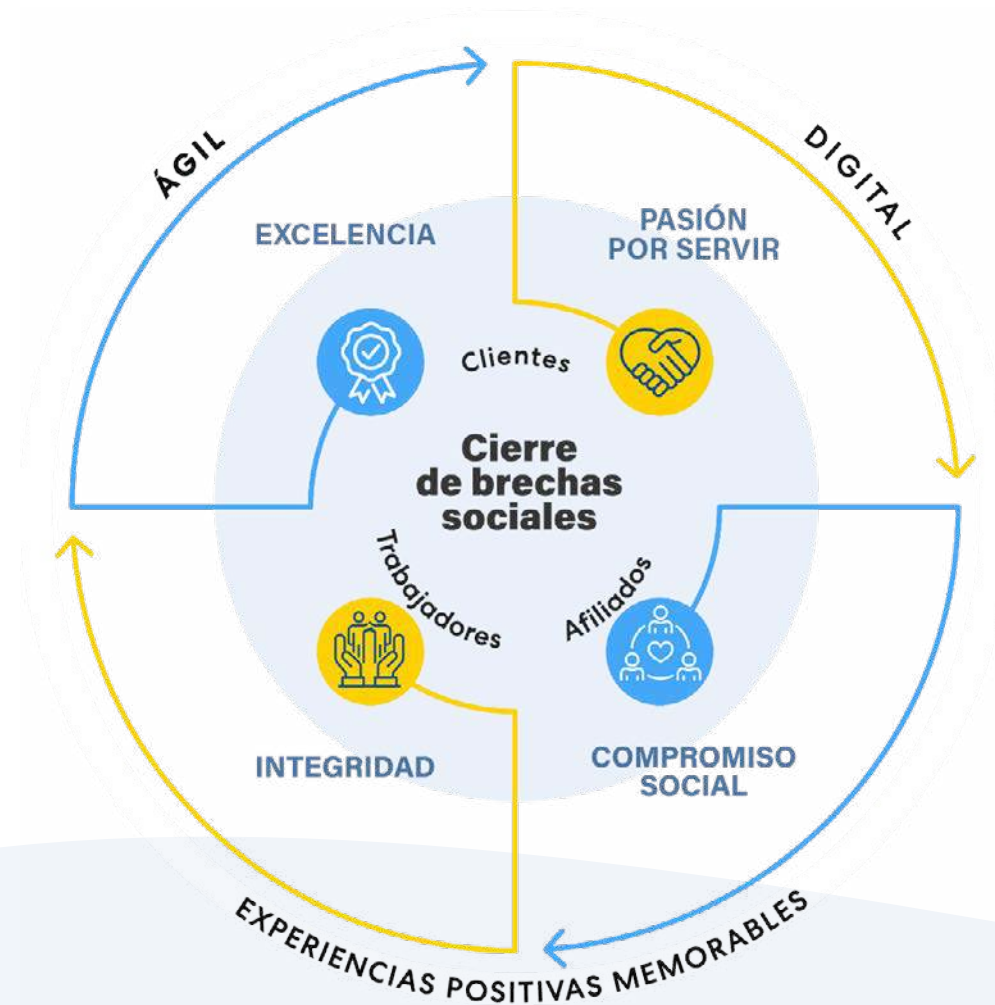 ÁGIL
DIGITAL
EXCELENCIA
PASIÓN
POR SERVIR
Clientes
Cierre
de brechas
sociales
Trabajadores
Afiliados
INTEGRIDAD
COMPROMISO
SOCIAL
EXPERIENCIAS POSITIVAS MEMORABLES